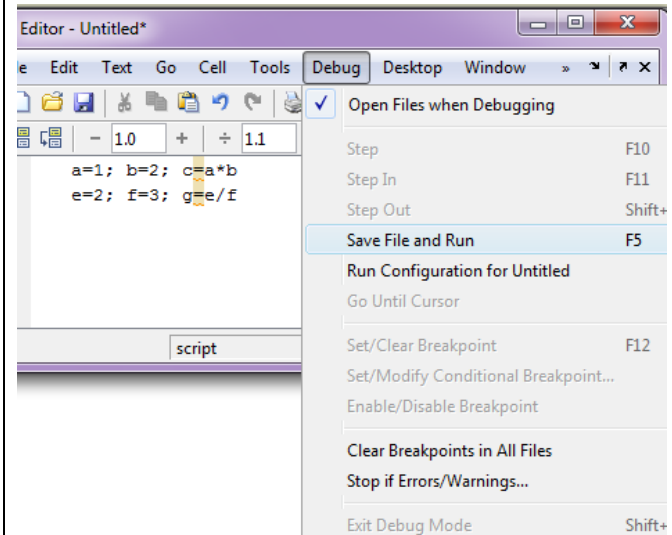 Editor - Untitled*
e Edit Text Go Cell Tools Debug Desktop Window »
- 1.0 + ÷ 1.1
a=1; b=2; c=a*b
e=2; f=3; g=e/f
script
Open Files when Debugging
Step F10
Step In F11
Step Out Shift+
Save File and Run F5
Run Configuration for Untitled
Go Until Cursor
Set/Clear Breakpoint F12
Set/Modify Conditional Breakpoint...
Enable/Disable Breakpoint
Clear Breakpoints in All Files
Stop if Errors/Warnings...
Exit Debug Mode Shift+